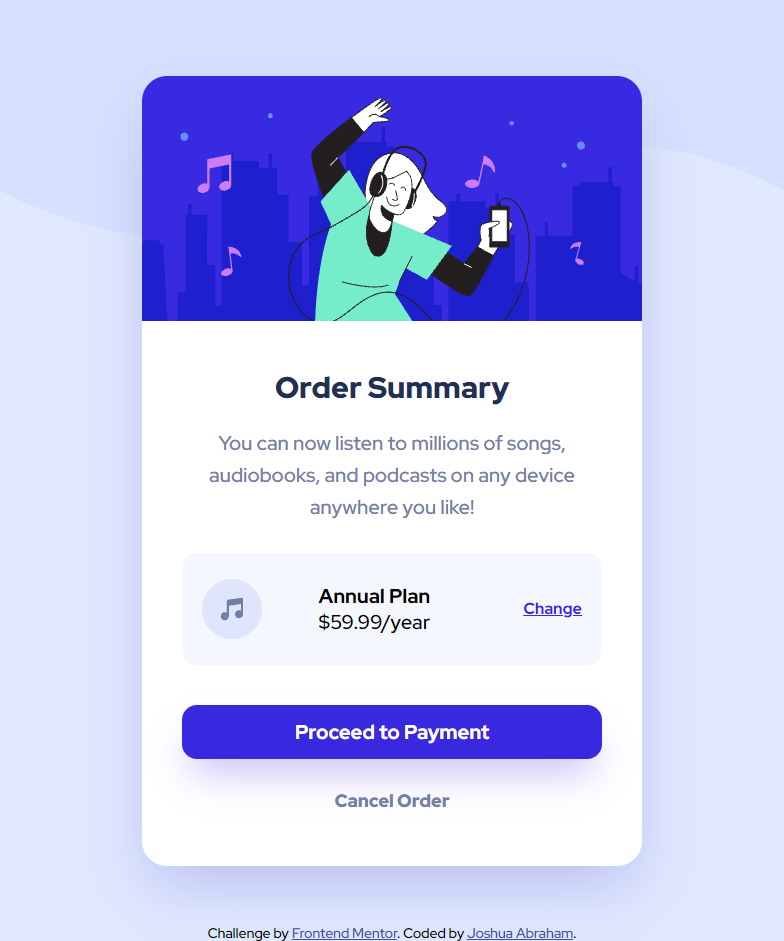 Order Summary
You can now listen to millions of songs,
audiobooks, and podcasts on any device
anywhere you like!
Annual Plan
$59.99/year
Change
Proceed to Payment
Cancel Order
Challenge by Frontend Mentor. Coded by Joshua Abraham.